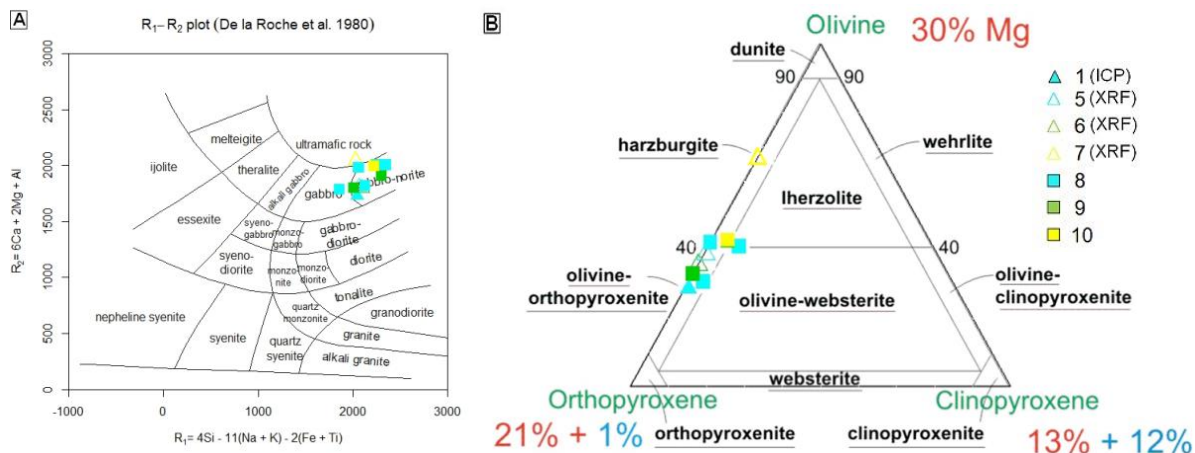 A
R₁–R₂ plot (De la Roche et al. 1980)
R₂= 6Ca + 2Mg + Al
3000
2500
2000
1500
1000
500
0
-1000
0
1000
2000
3000
R₁= 4Si - 11(Na + K) - 2(Fe + Ti)
melteigite
ultramafic rock
ijolite
theralite
alkali gabbro
gabbro
gabbro-norite
essexite
syeno-
gabbro
monzo-
gabbro
gabbro-
diorite
syeno-
diorite
monzo-
nite
monzo-
diorite
diorite
tonalite
nepheline syenite
quartz
monzonite
granodiorite
syenite
quartz
syenite
granite
alkali granite
B
Olivine
30% Mg
dunite
90
90
1 (ICP)
5 (XRF)
6 (XRF)
7 (XRF)
8
9
10
harzburgite
wehrlite
lherzolite
40
40
olivine-
orthopyroxenite
olivine-websterite
olivine-
clinopyroxenite
websterite
Orthopyroxene
Clinopyroxene
21% + 1%
orthopyroxenite
clinopyroxenite
13% + 12%